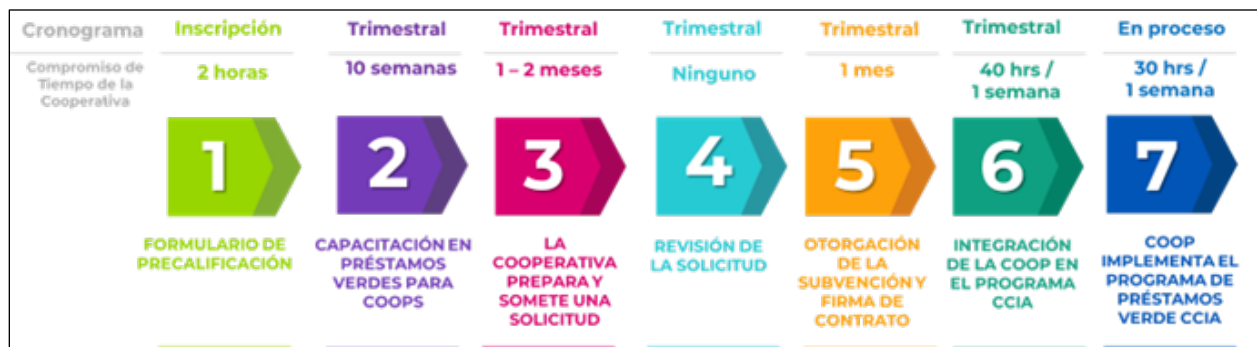 Cronograma
Inscripción
Trimestral
Trimestral
Trimestral
Trimestral
Trimestral
En proceso
Compromiso de
Tiempo de la
Cooperativa
2 horas
10 semanas
1 – 2 meses
Ninguno
1 mes
40 hrs /
1 semana
30 hrs /
1 semana
1
2
3
4
5
6
7
FORMULARIO DE
PRECALIFICACIÓN
CAPACITACIÓN EN
PRÉSTAMOS
VERDES PARA
COOPS
LA
COOPERATIVA
PREPARA Y
SOMETE UNA
SOLICITUD
REVISIÓN DE
LA SOLICITUD
OTORGACIÓN
DE LA
SUBVENCIÓN Y
FIRMA DE
CONTRATO
INTEGRACIÓN
DE LA COOP EN
EL PROGRAMA
CCIA
COOP
IMPLEMENTA EL
PROGRAMA DE
PRÉSTAMOS
VERDE CCIA